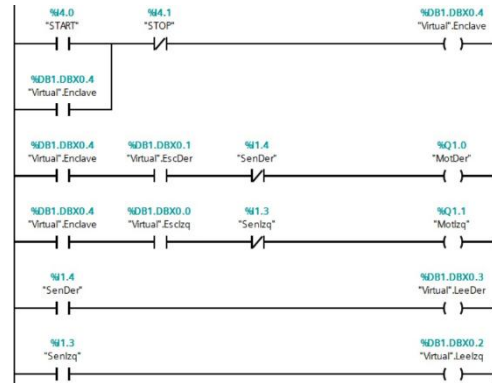 %I4.0 %I4.1 %DB1.DBX0.4
"START" "STOP" "Virtual".Enclave
%DB1.DBX0.4
"Virtual".Enclave
%DB1.DBX0.4 %DB1.DBX0.1 %I1.4 %Q1.0
"Virtual".Enclave "Virtual".EscDer "SenDer" "MotDer"
%DB1.DBX0.4 %DB1.DBX0.0 %I1.3 %Q1.1
"Virtual".Enclave "Virtual".EscIzq "SenIzq" "MotIzq"
%I1.4 %DB1.DBX0.3
"SenDer" "Virtual".LeeDer
%I1.3 %DB1.DBX0.2
"SenIzq" "Virtual".LeeIzq